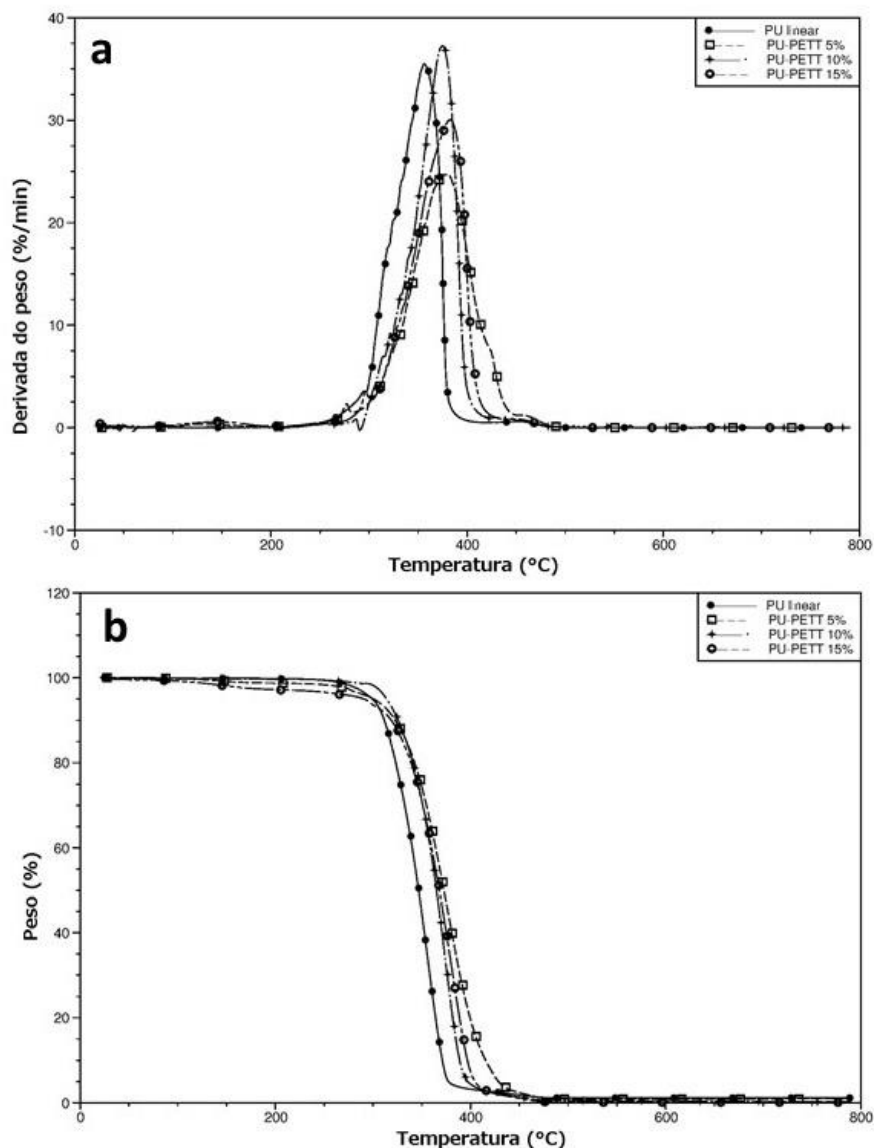 a
40
30
20
10
0
-10
Derivada do peso (%/min)
PU linear
PU-PETT 5%
PU-PETT 10%
PU-PETT 15%
0 200 400 600 800
Temperatura (°C)
b
120
100
80
60
40
20
0
Peso (%)
PU linear
PU-PETT 5%
PU-PETT 10%
PU-PETT 15%
0 200 400 600 800
Temperatura (°C)